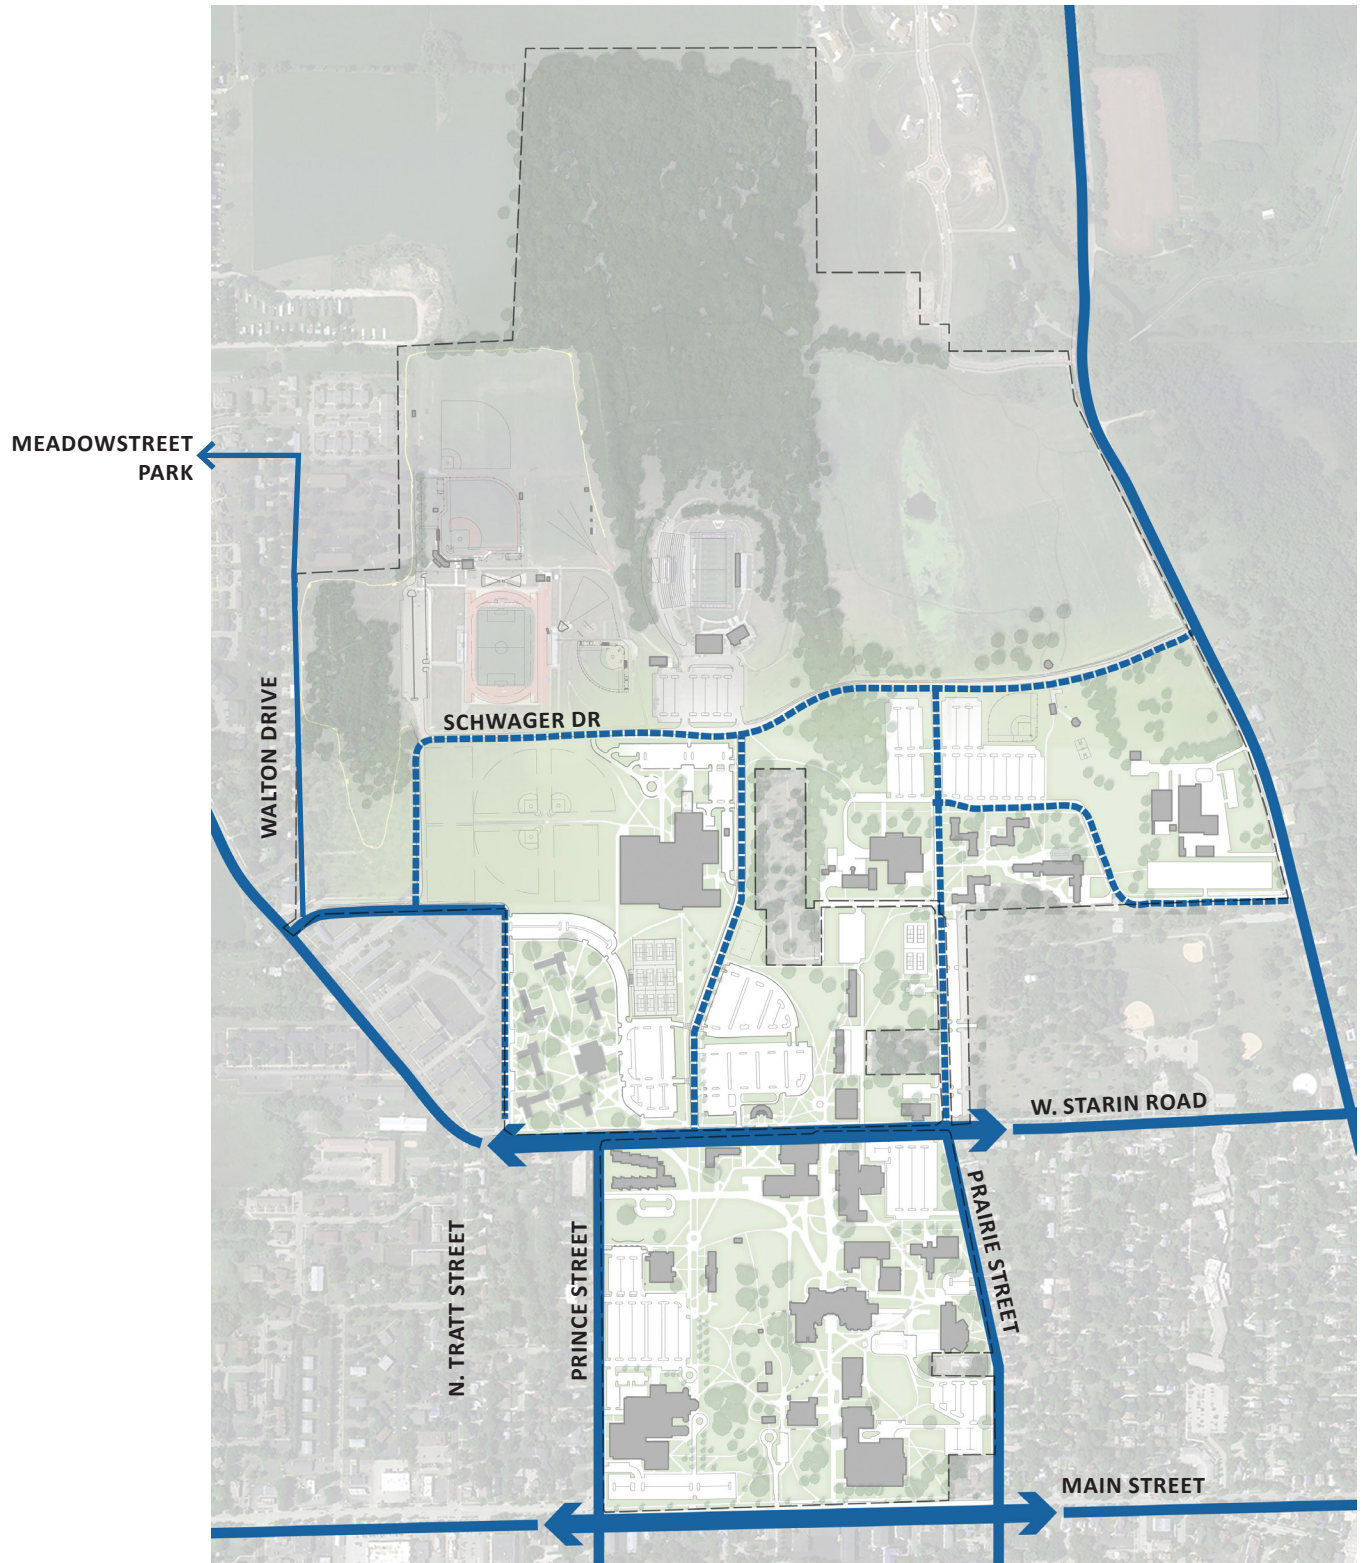 MEADOWSTREET
PARK
WALTON DRIVE
SCHWAGER DR
W. STARIN ROAD
PRAIRIE STREET
N. TRATT STREET
PRINCE STREET
MAIN STREET